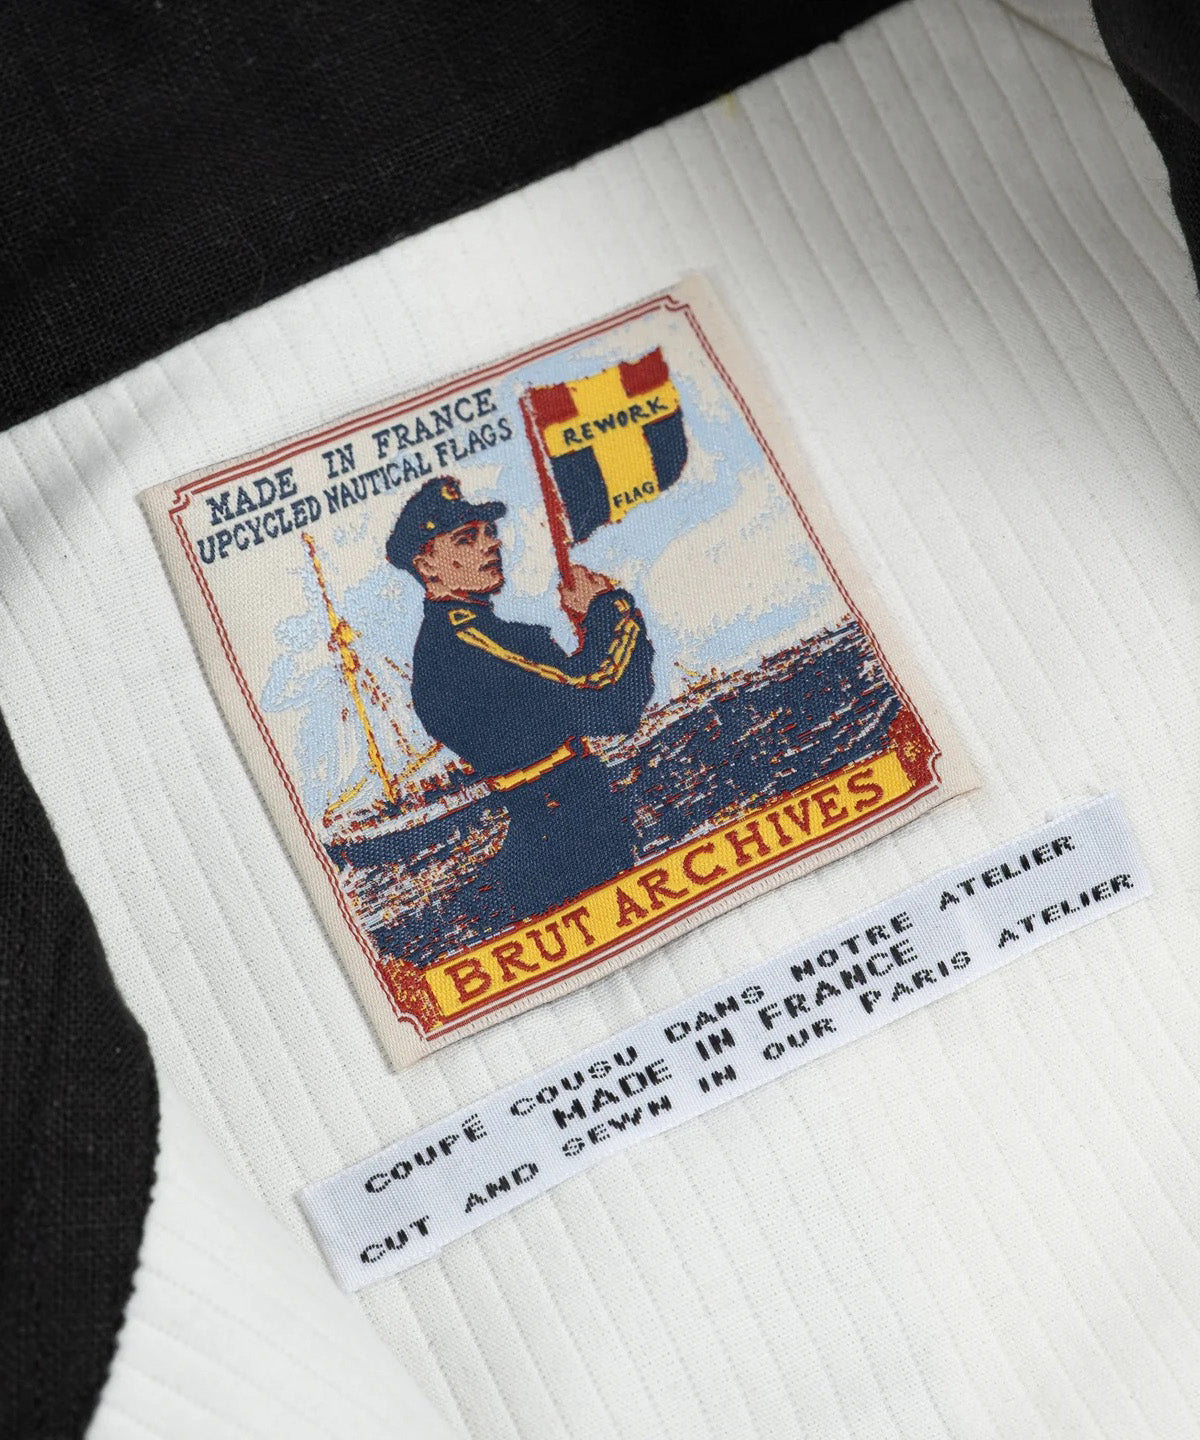 MADE IN FRANCE
UPCYCLED NAUTICAL FLAGS
REWORK
FLAG
BRUT ARCHIVES
COUPÉ COUSU DANS NOTRE ATELIER
MADE IN FRANCE
CUT AND SEWN IN OUR PARIS ATELIER